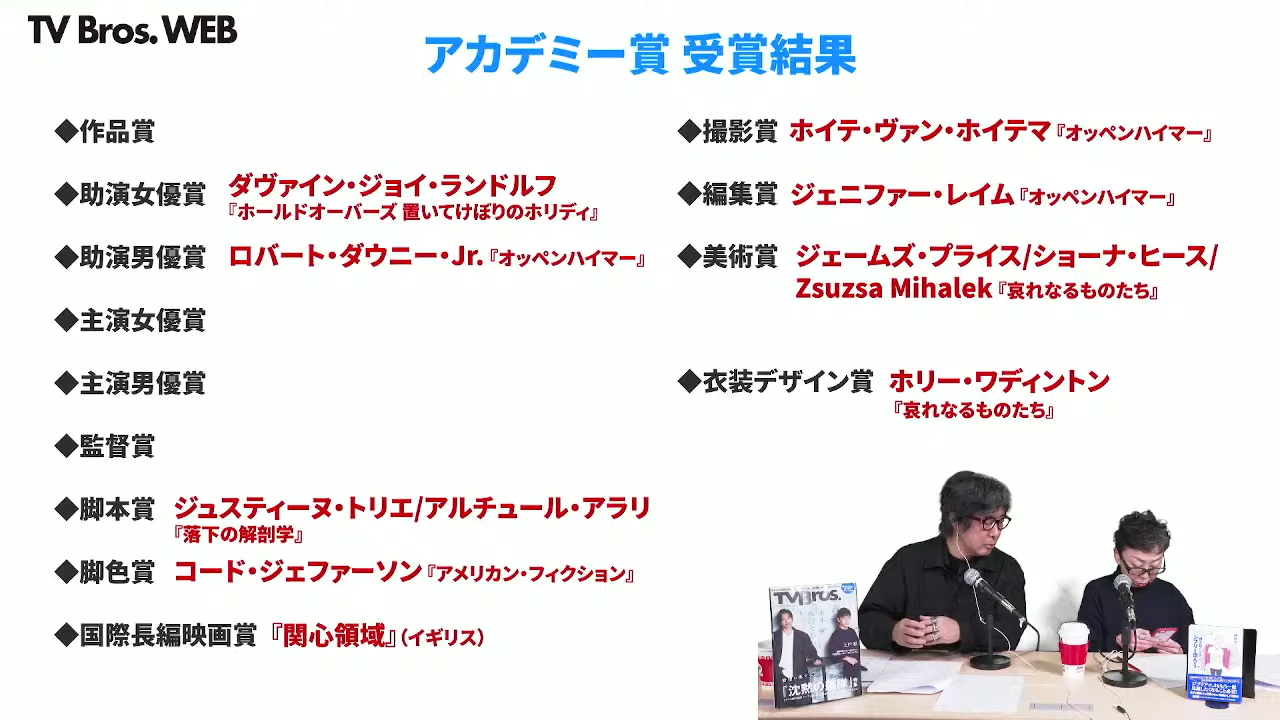 TV Bros. WEB
アカデミー賞 受賞結果
◆作品賞
◆助演女優賞 ダヴァイン・ジョイ・ランドルフ
『ホールドオーバーズ 置いてけぼりのホリディ』
◆助演男優賞 ロバート・ダウニー・Jr.『オッペンハイマー』
◆主演女優賞
◆主演男優賞
◆監督賞
◆脚本賞 ジュスティーヌ・トリエ/アルチュール・アラリ
『落下の解剖学』
◆脚色賞 コード・ジェファーソン『アメリカン・フィクション』
◆国際長編映画賞 『関心領域』（イギリス）
◆撮影賞 ホイテ・ヴァン・ホイテマ『オッペンハイマー』
◆編集賞 ジェニファー・レイム『オッペンハイマー』
◆美術賞 ジェームズ・プライス/ショーナ・ヒース/
Zsuzsa Mihalek『哀れなるものたち』
◆衣装デザイン賞 ホリー・ワディントン
『哀れなるものたち』
TVBros.